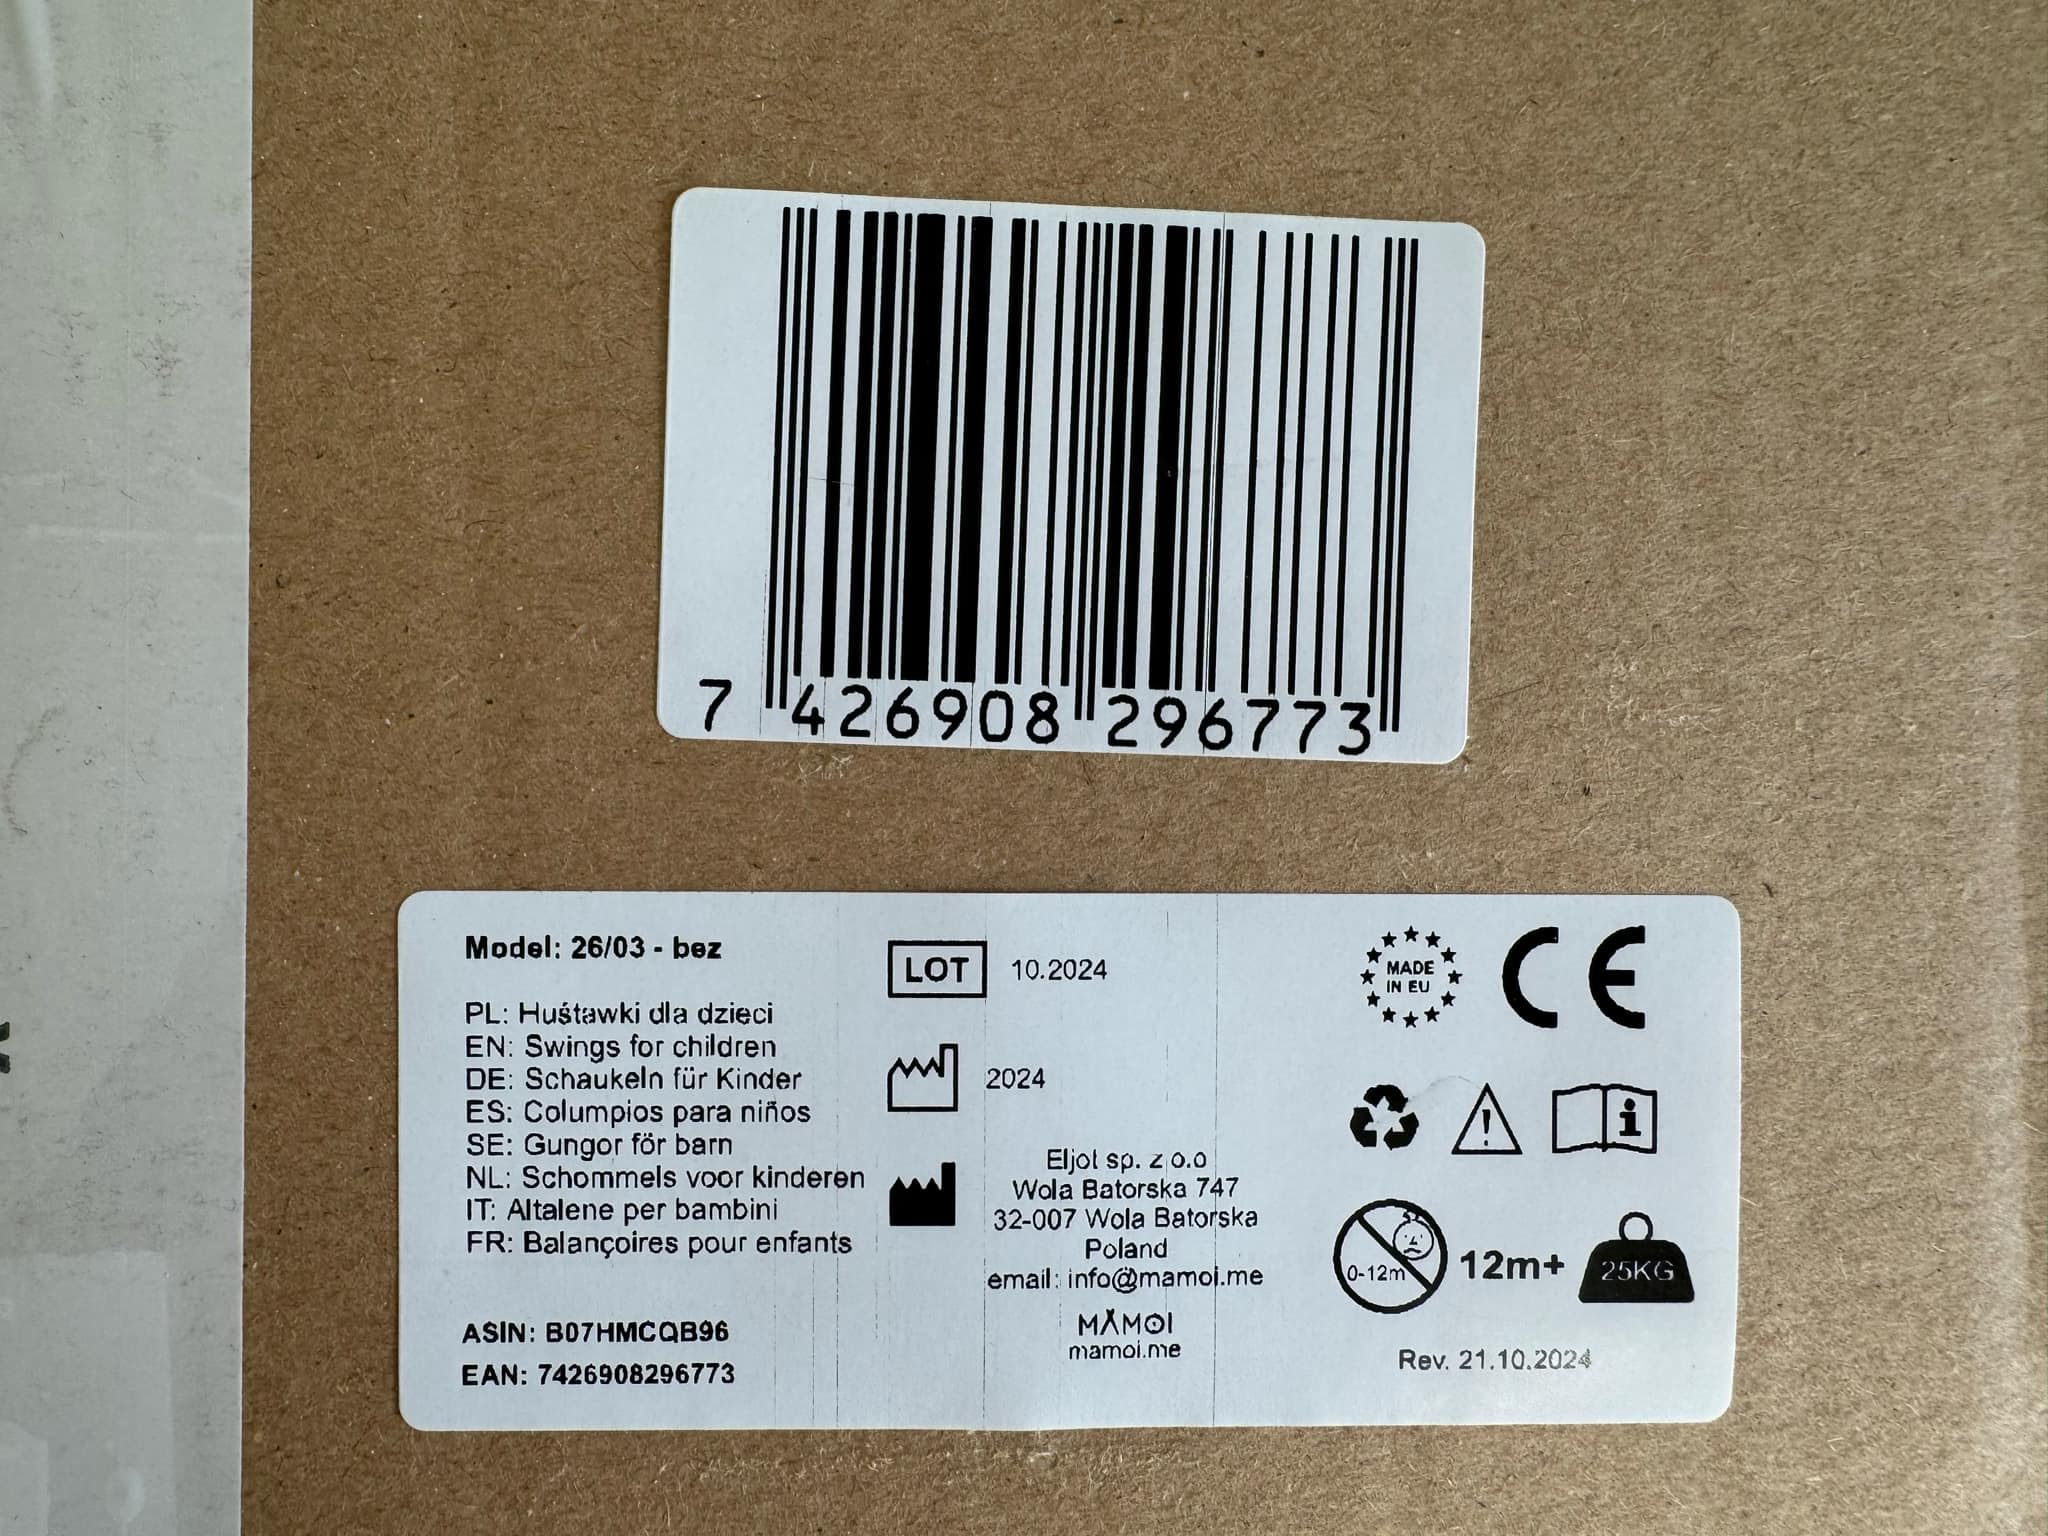 7 426908 296773
Model: 26/03 - bez
PL: Huśtawki dla dzieci
EN: Swings for children
DE: Schaukeln für Kinder
ES: Columpios para niños
SE: Gungor för barn
NL: Schommels voor kinderen
IT: Altalene per bambini
FR: Balançoires pour enfants
ASIN: B07HMCQB96
EAN: 7426908296773
LOT 10.2024
2024
Eljot sp. z o.o
Wola Batorska 747
32-007 Wola Batorska
Poland
email: info@mamoi.me
MAMOI
mamoi.me
MADE
IN EU
CE
0-12m 12m+ 25KG
Rev. 21.10.2024